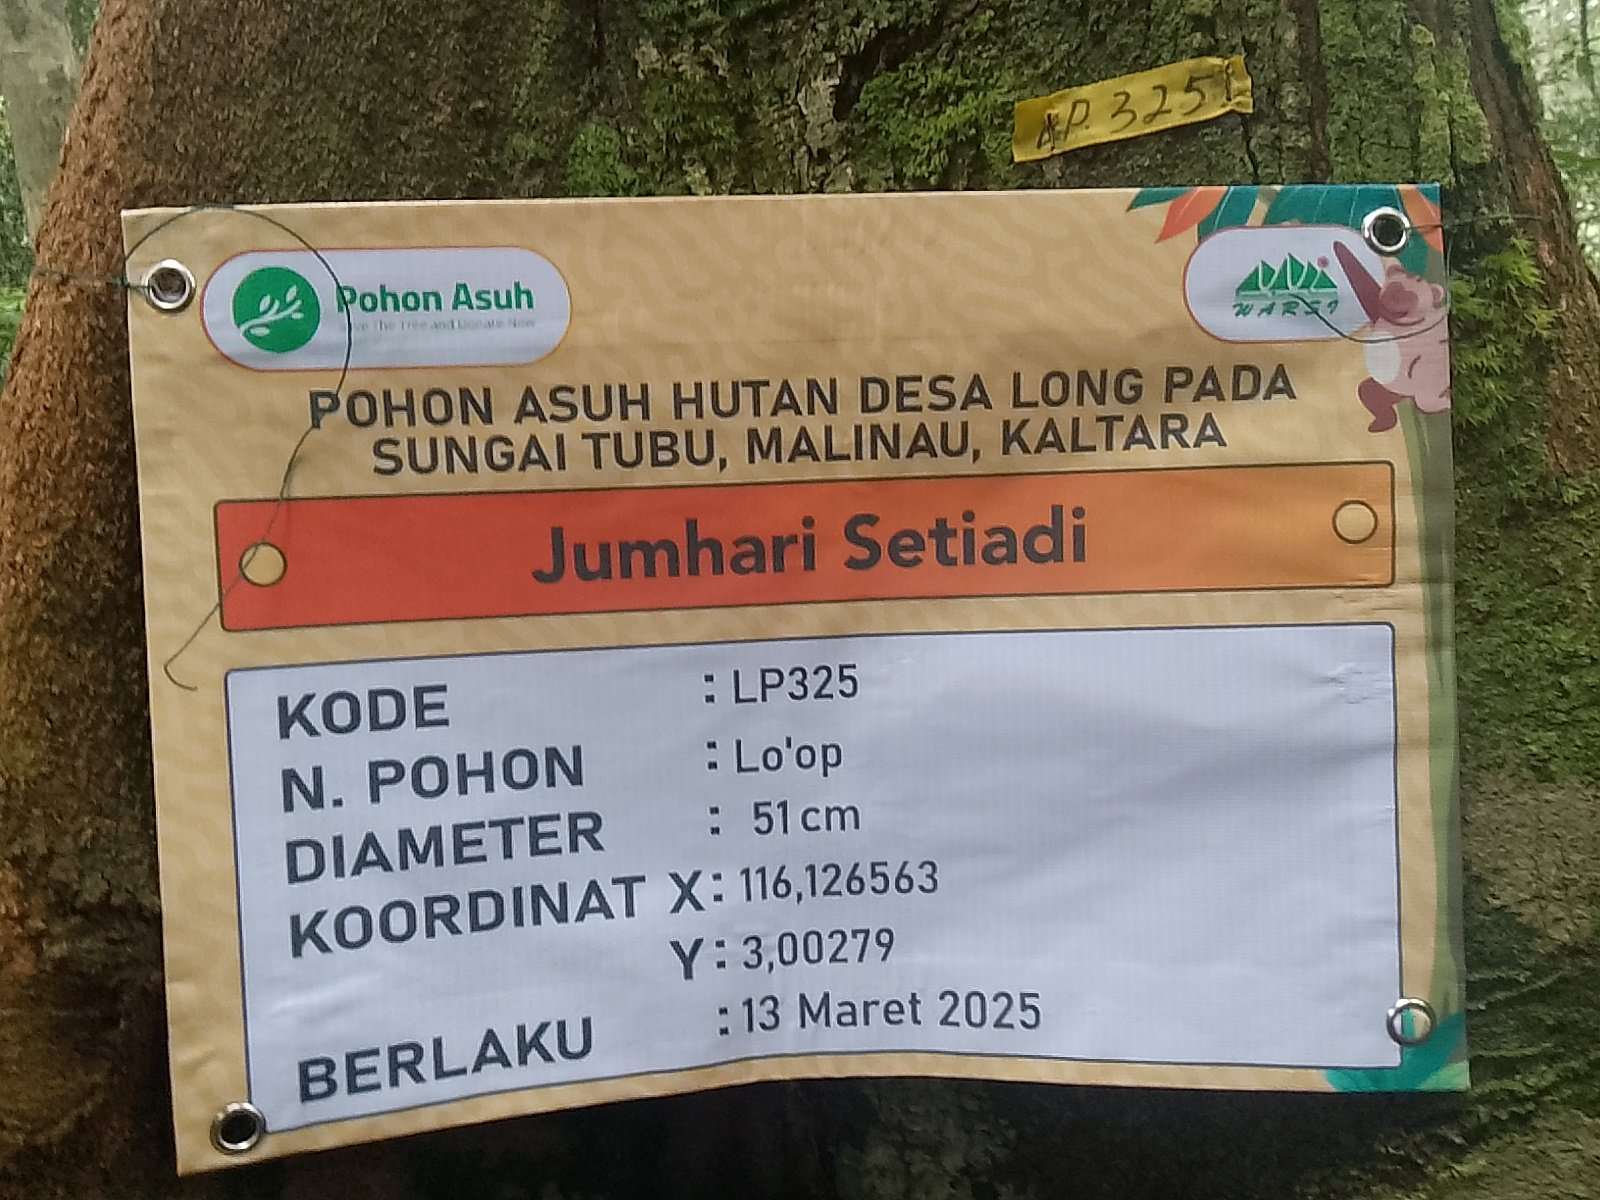 LP. 325
Pohon Asuh
Save The Tree and Donate Now
WARSI
POHON ASUH HUTAN DESA LONG PADA
SUNGAI TUBU, MALINAU, KALTARA
Jumhari Setiadi
KODE : LP325
N. POHON : Lo'op
DIAMETER : 51 cm
KOORDINAT X : 116,126563
Y : 3,00279
BERLAKU : 13 Maret 2025